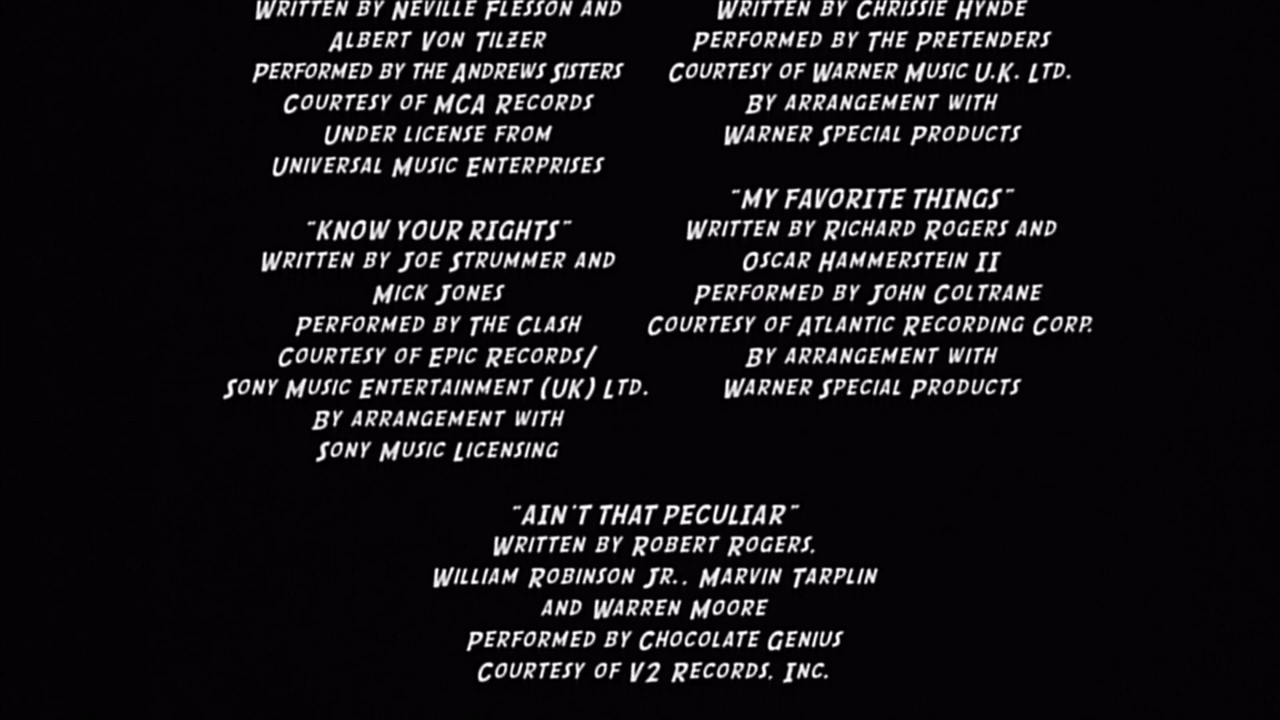 Written by Neville Flesson and
Albert Von Tilzer
Performed by the Andrews Sisters
Courtesy of MCA Records
Under license from
Universal Music Enterprises
"KNOW YOUR RIGHTS"
Written by Joe Strummer and
Mick Jones
Performed by The Clash
Courtesy of Epic Records/
Sony Music Entertainment (UK) Ltd.
By arrangement with
Sony Music Licensing
Written by Chrissie Hynde
Performed by The Pretenders
Courtesy of Warner Music U.K. Ltd.
By arrangement with
Warner Special Products
"MY FAVORITE THINGS"
Written by Richard Rogers and
Oscar Hammerstein II
Performed by John Coltrane
Courtesy of Atlantic Recording Corp.
By arrangement with
Warner Special Products
"AIN'T THAT PECULIAR"
Written by Robert Rogers,
William Robinson Jr., Marvin Tarplin
and Warren Moore
Performed by Chocolate Genius
Courtesy of V2 Records, Inc.